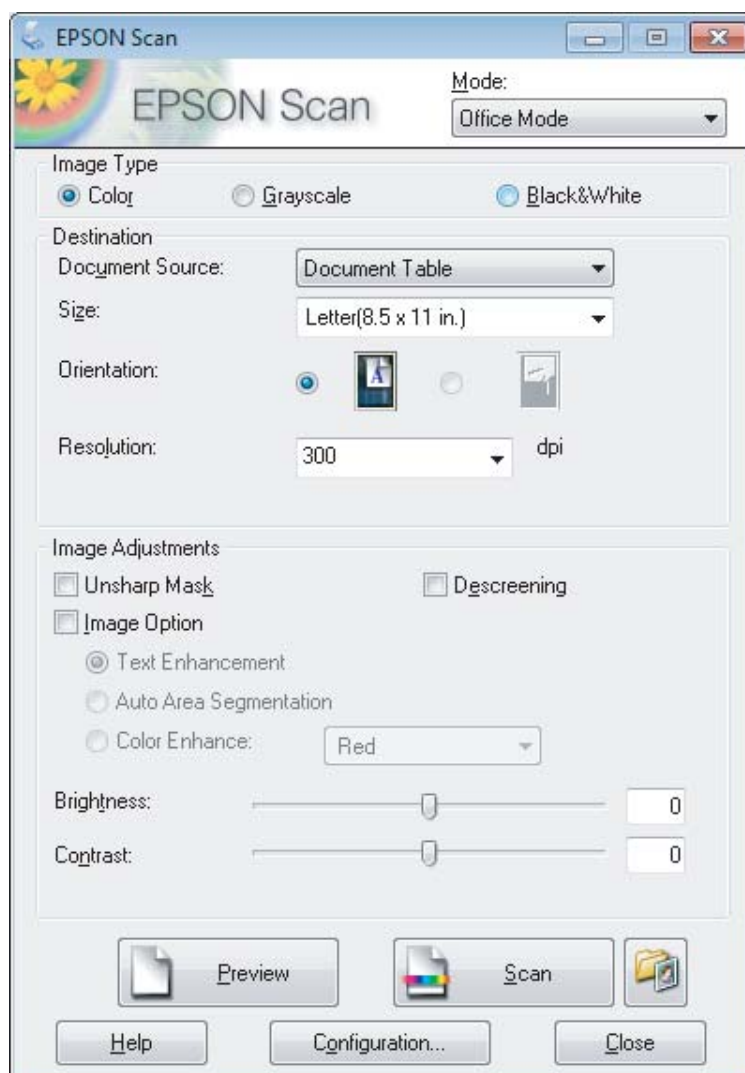 EPSON Scan
EPSON Scan
Mode:
Office Mode
Image Type
Color
Grayscale
Black&White
Destination
Document Source:
Document Table
Size:
Letter(8.5 x 11 in.)
Orientation:
A
Resolution:
300
dpi
Image Adjustments
Unsharp Mask
Descreening
Image Option
Text Enhancement
Auto Area Segmentation
Color Enhance:
Red
Brightness:
0
Contrast:
0
Preview
Scan
Help
Configuration...
Close